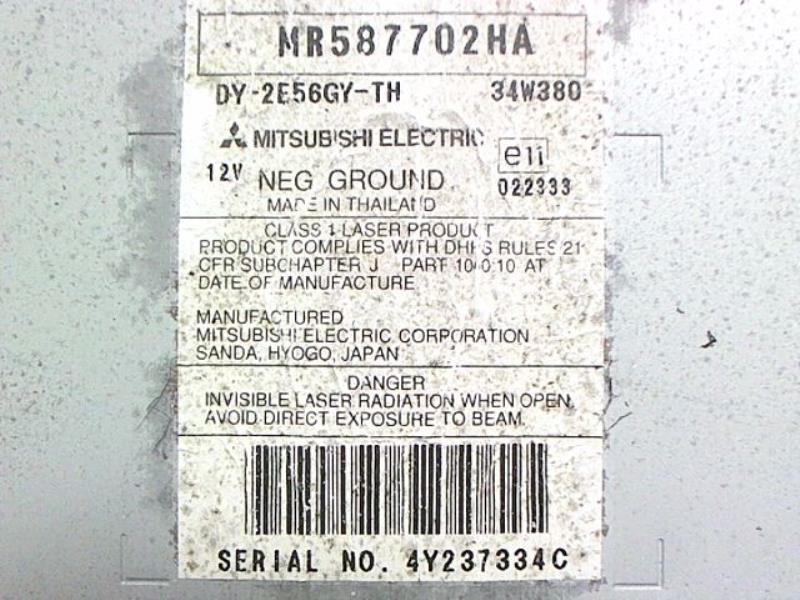 MR587702HA
DY-2E56GY-TH 34W380
MITSUBISHI ELECTRIC e11
12V NEG GROUND 022333
MADE IN THAILAND
CLASS 1 LASER PRODUCT
PRODUCT COMPLIES WITH DHHS RULES 21
CFR SUBCHAPTER J PART 1040.10 AT
DATE OF MANUFACTURE
MANUFACTURED
MITSUBISHI ELECTRIC CORPORATION
SANDA, HYOGO, JAPAN
DANGER
INVISIBLE LASER RADIATION WHEN OPEN.
AVOID DIRECT EXPOSURE TO BEAM.
SERIAL NO. 4Y237334C